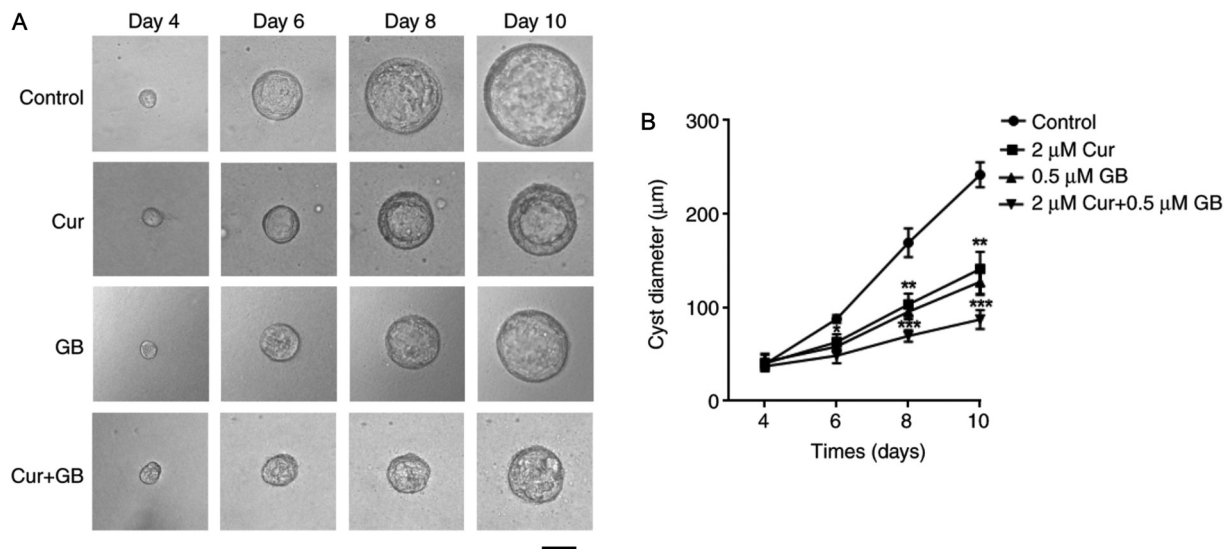 A
Day 4
Day 6
Day 8
Day 10
Control
Cur
GB
Cur+GB
B
300
200
100
0
Cyst diameter (µm)
4
6
8
10
Times (days)
Control
2 µM Cur
0.5 µM GB
2 µM Cur+0.5 µM GB
*
**
***
**
***